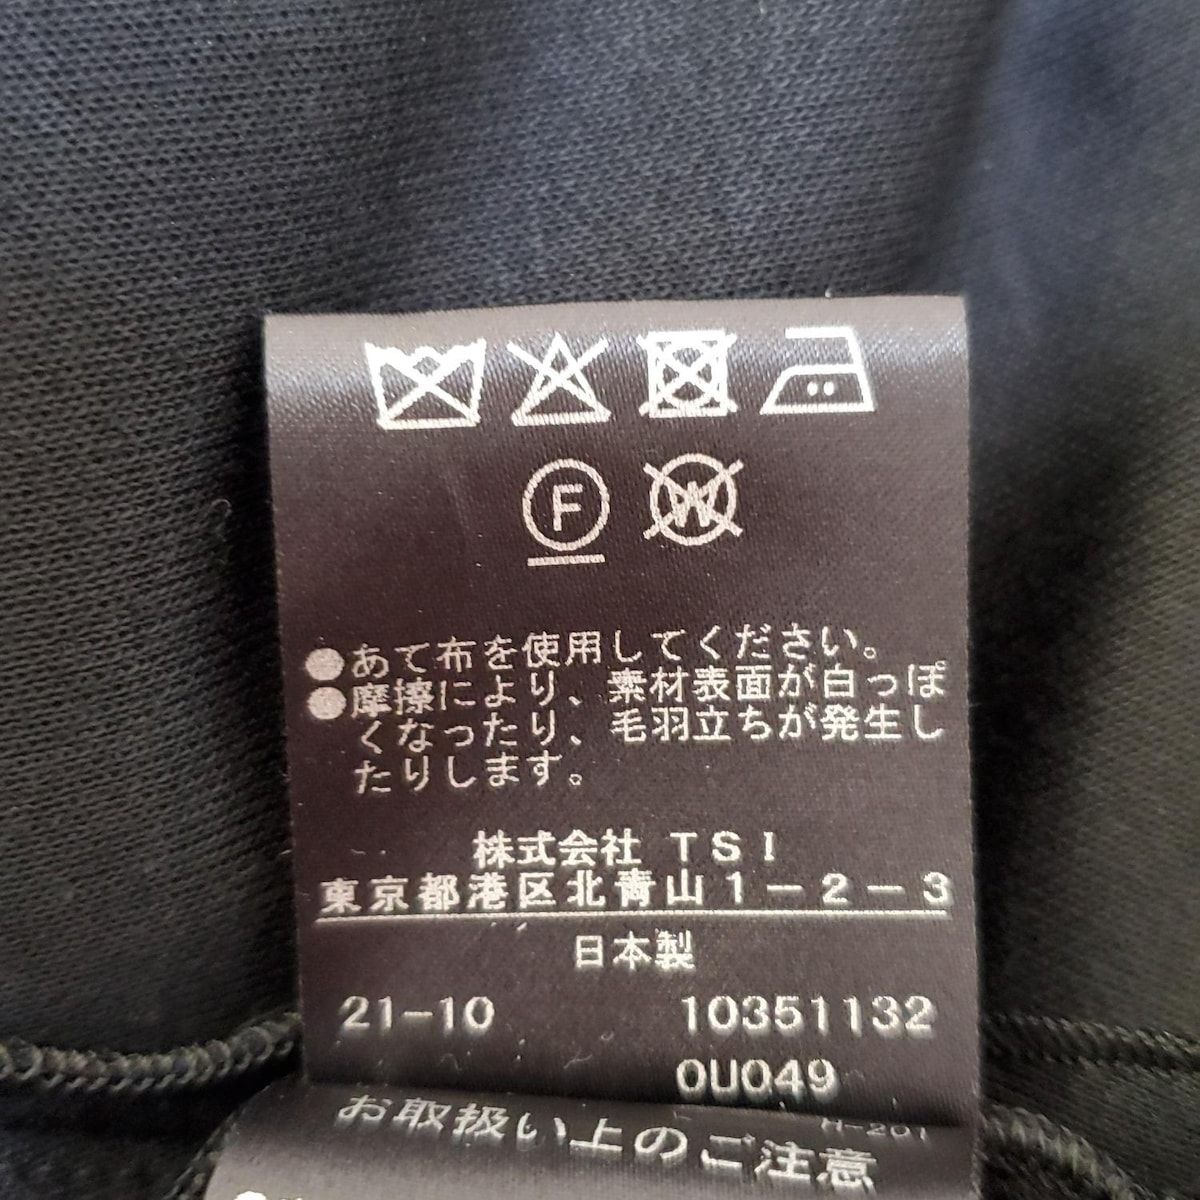 F W
●あて布を使用してください。
●摩擦により、素材表面が白っぽ
くなったり、毛羽立ちが発生し
たりします。
株式会社 TSI
東京都港区北青山1-2-3
日本製
21-10 10351132
0U049
H-201
お取扱い上のご注意